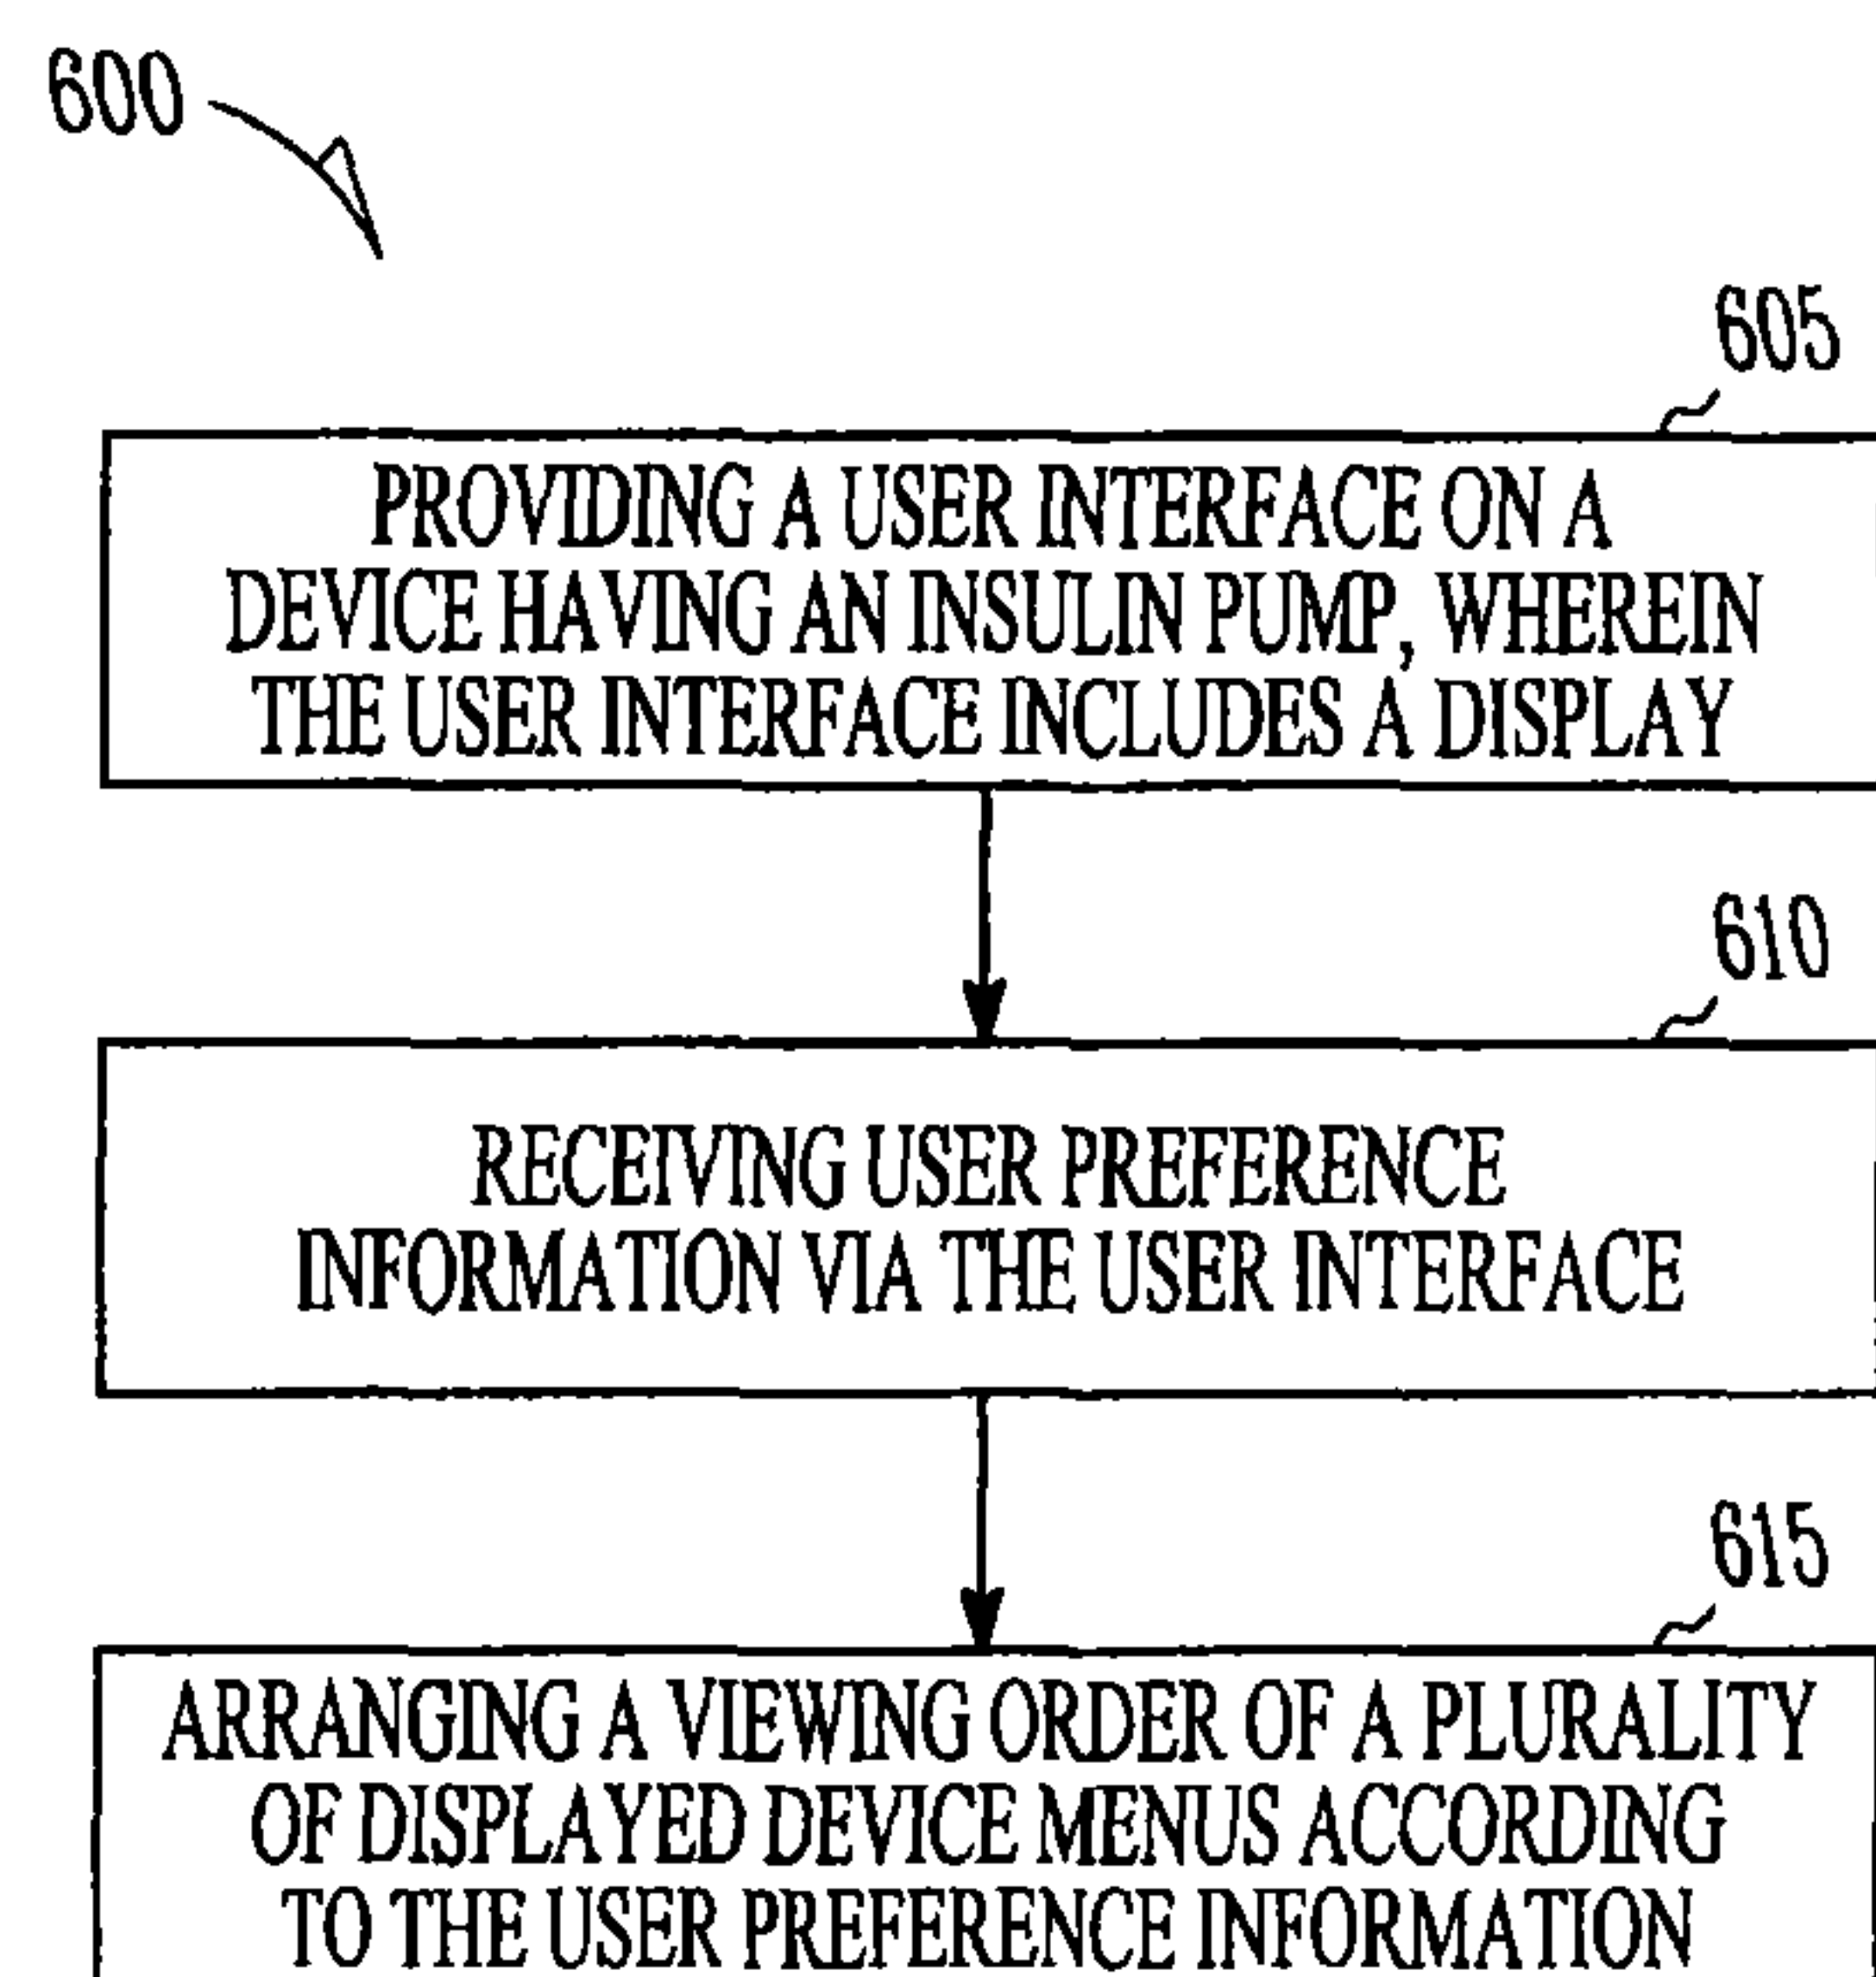 600
605
PROVIDING A USER INTERFACE ON A
DEVICE HAVING AN INSULIN PUMP, WHEREIN
THE USER INTERFACE INCLUDES A DISPLAY
610
RECEIVING USER PREFERENCE
INFORMATION VIA THE USER INTERFACE
615
ARRANGING A VIEWING ORDER OF A PLURALITY
OF DISPLAYED DEVICE MENUS ACCORDING
TO THE USER PREFERENCE INFORMATION